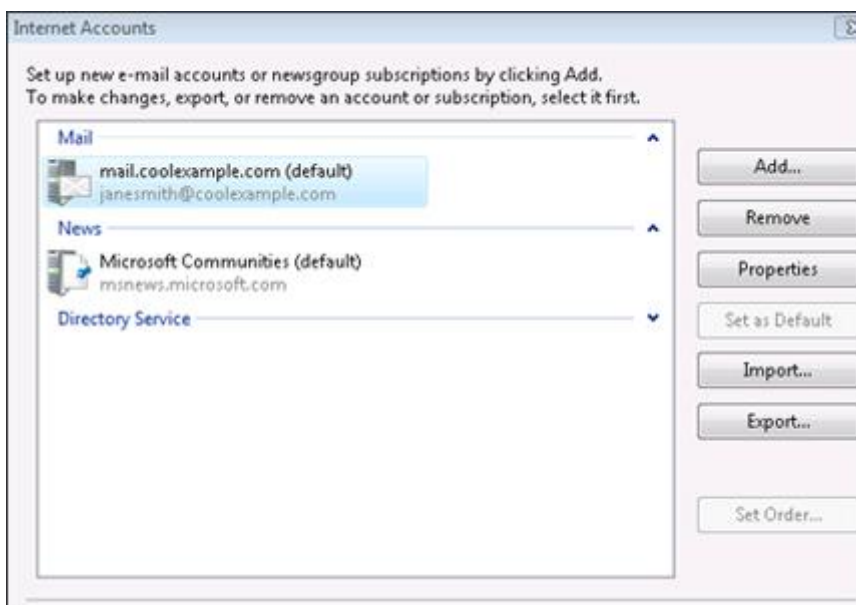 Internet Accounts
Set up new e-mail accounts or newsgroup subscriptions by clicking Add.
To make changes, export, or remove an account or subscription, select it first.
Mail
mail.coolexample.com (default)
janesmith@coolexample.com
News
Microsoft Communities (default)
msnews.microsoft.com
Directory Service
Add...
Remove
Properties
Set as Default
Import...
Export...
Set Order...